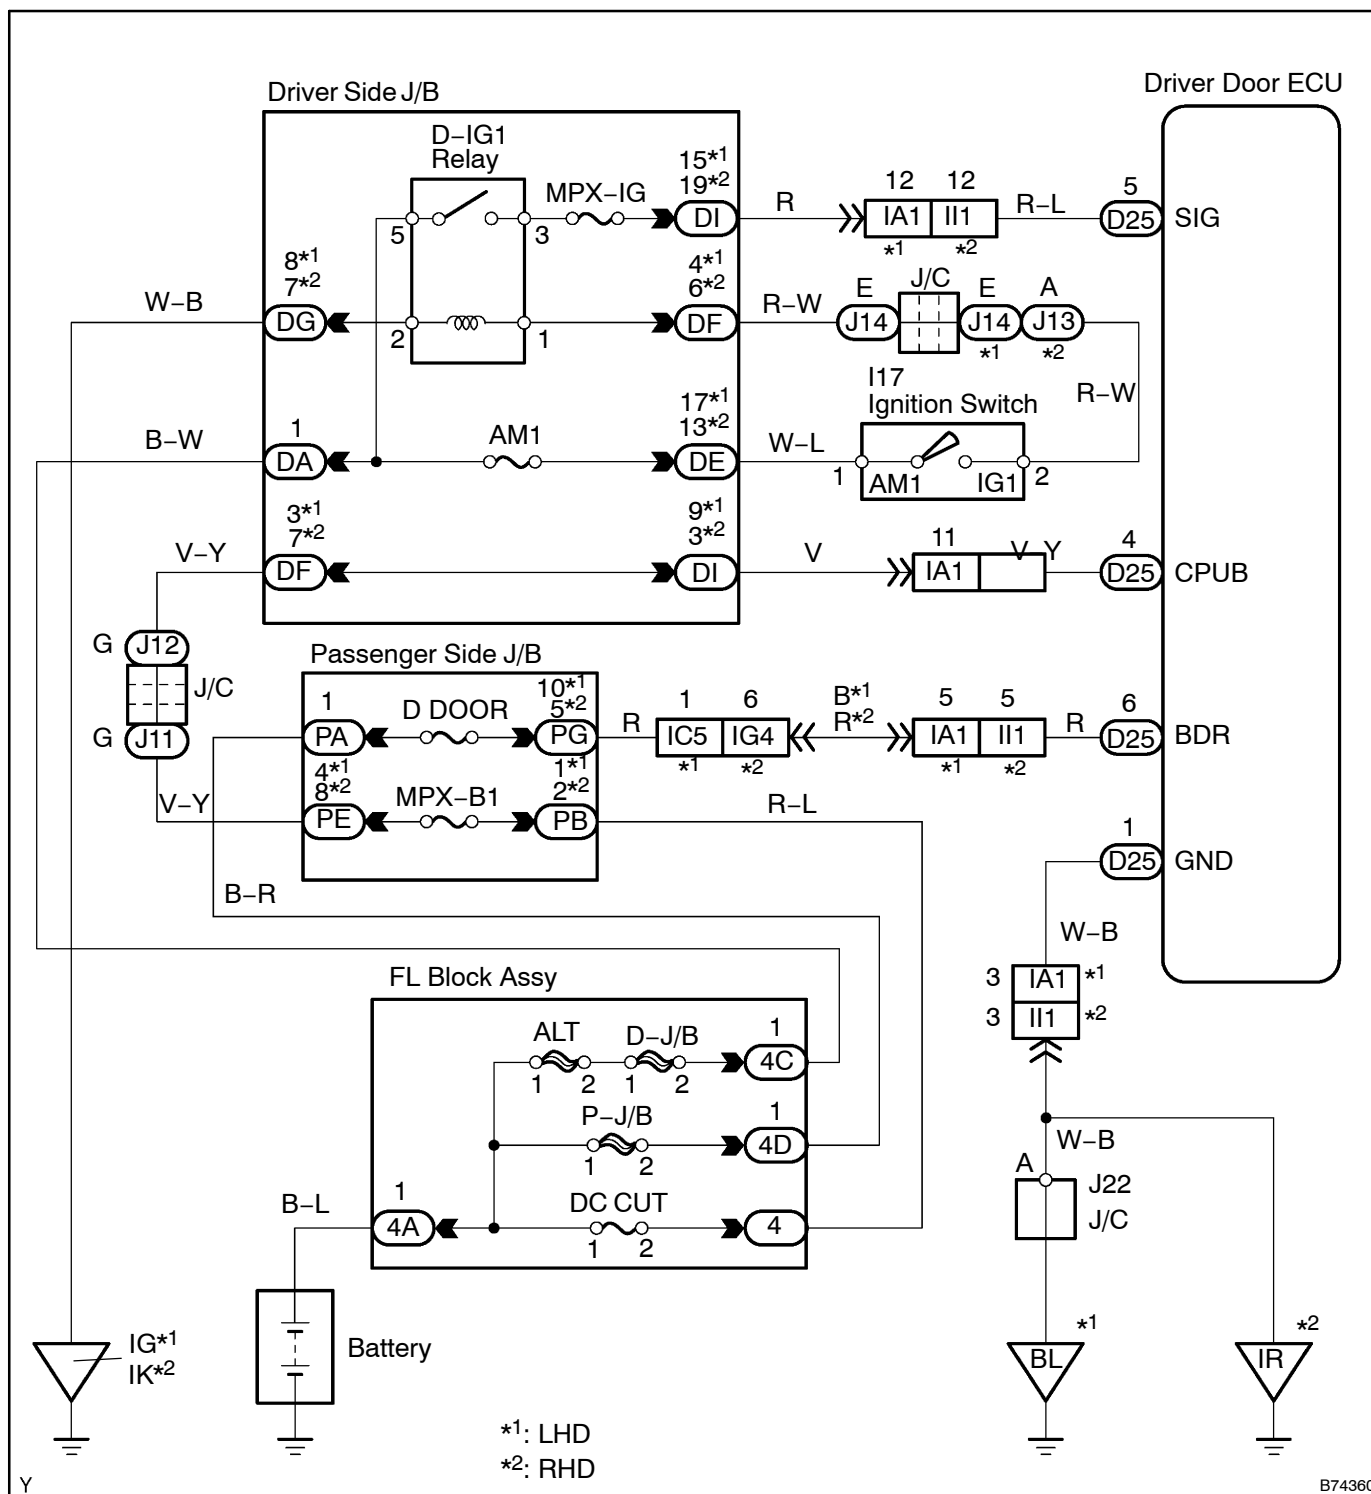 Driver Side J/B
Driver Door ECU
D–IG1
Relay
15*1
19*2
MPX–IG
DI
R
12
12
IA1
II1
*1
*2
R–L
5
D25
SIG
5
3
8*1
7*2
W–B
DG
2
1
4*1
6*2
DF
R–W
E
J/C
E
A
J14
J14
J13
*1
*2
R–W
I17
Ignition Switch
B–W
1
DA
AM1
17*1
13*2
DE
W–L
1
AM1
IG1
2
3*1
7*2
V–Y
DF
9*1
3*2
DI
V
11
IA1
V Y
4
D25
CPUB
G
J12
J/C
G
J11
V–Y
Passenger Side J/B
1
PA
D DOOR
10*1
5*2
PG
R
1
6
IC5
IG4
*1
*2
B*1
R*2
5
5
IA1
II1
*1
*2
R
6
D25
BDR
4*1
8*2
PE
MPX–B1
1*1
2*2
PB
R–L
1
D25
GND
B–R
W–B
3
IA1
*1
3
II1
*2
FL Block Assy
ALT
D–J/B
1
4C
1
2
1
2
P–J/B
1
4D
1
2
W–B
A
J22
J/C
B–L
1
4A
DC CUT
4
1
2
Battery
IG*1
IK*2
BL
*1
IR
*2
*1: LHD
*2: RHD
Y
B74360